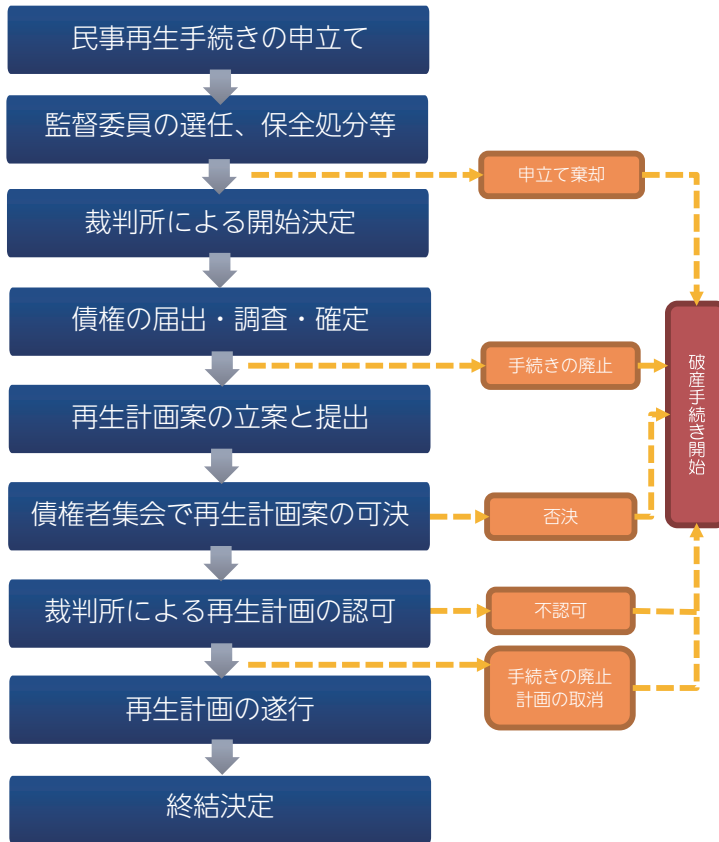 民事再生手続きの申立て
監督委員の選任、保全処分等
申立て棄却
裁判所による開始決定
債権の届出・調査・確定
手続きの廃止
破産手続き開始
再生計画案の立案と提出
債権者集会で再生計画案の可決
否決
裁判所による再生計画の認可
不認可
手続きの廃止
計画の取消
再生計画の遂行
終結決定